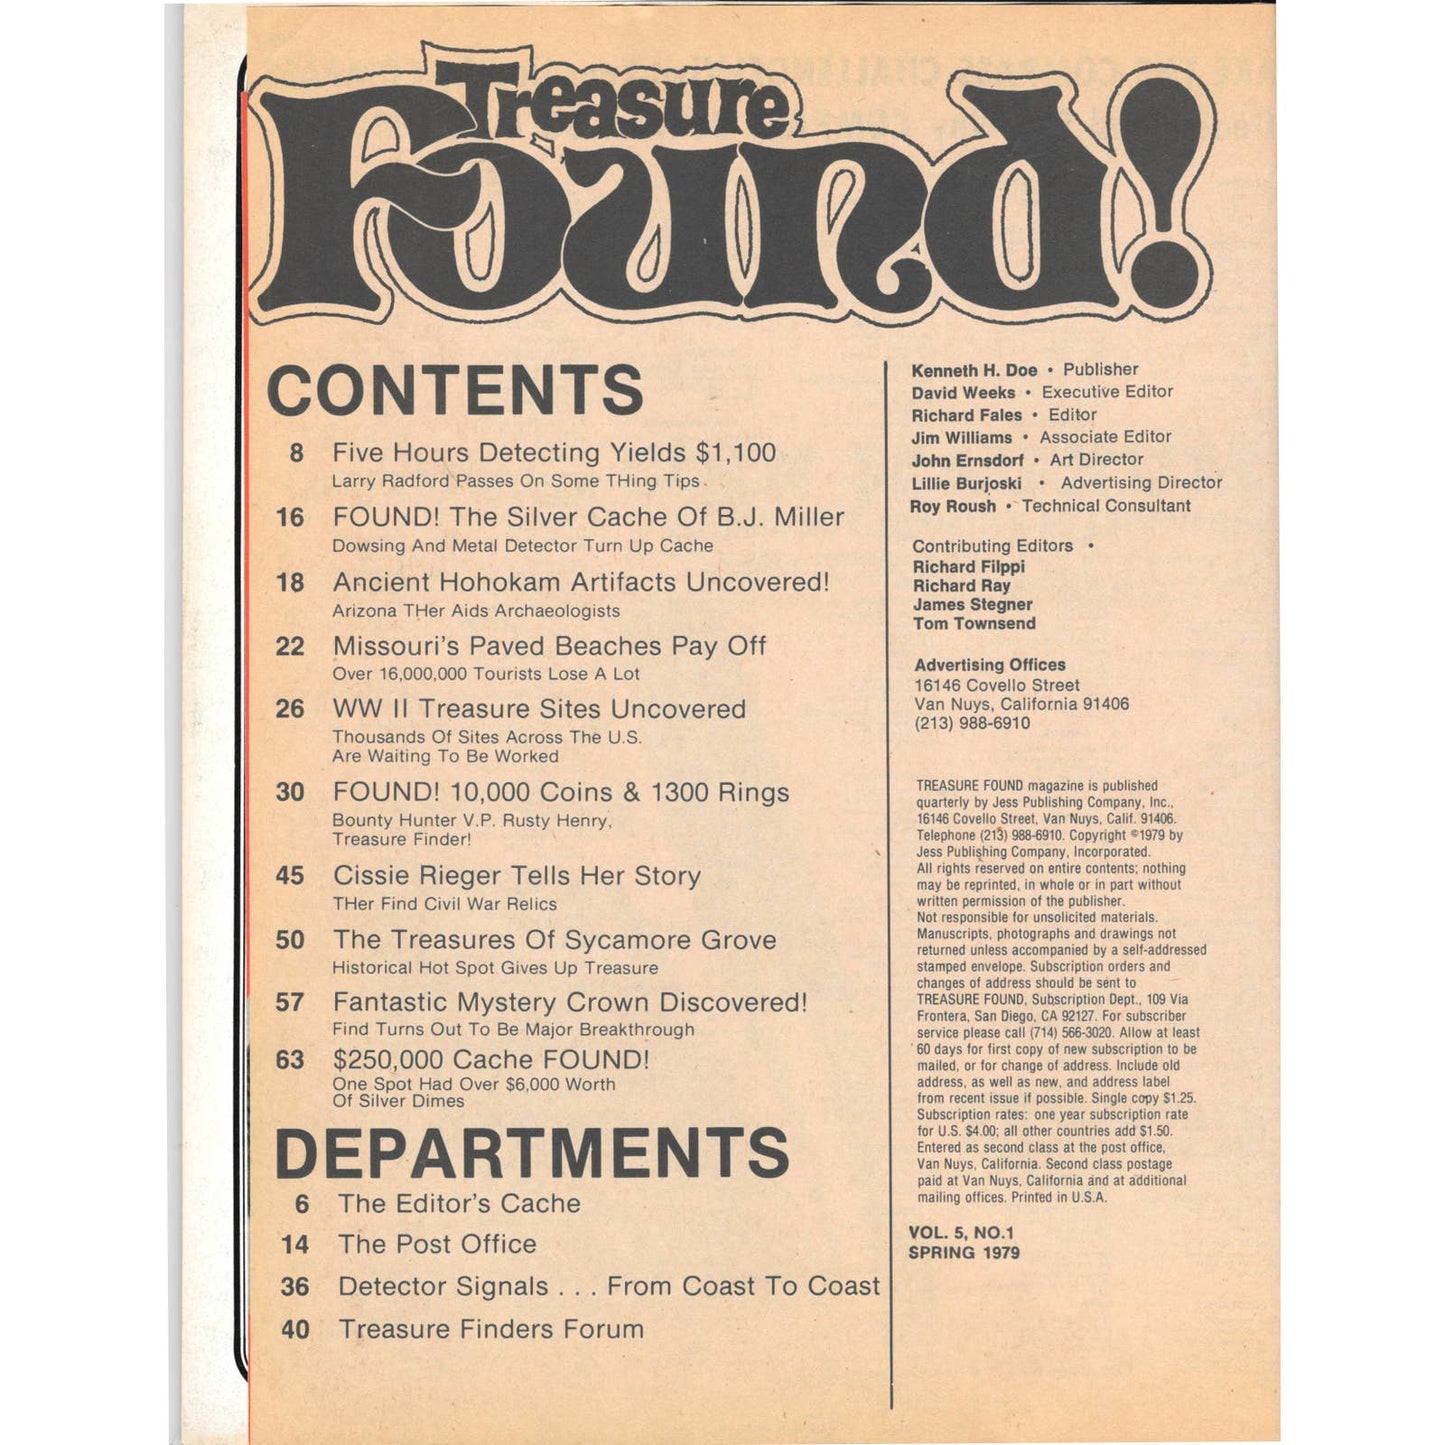 Treasure
Found!
CONTENTS
8 Five Hours Detecting Yields $1,100
Larry Radford Passes On Some THing Tips
16 FOUND! The Silver Cache Of B.J. Miller
Dowsing And Metal Detector Turn Up Cache
18 Ancient Hohokam Artifacts Uncovered!
Arizona THer Aids Archaeologists
22 Missouri's Paved Beaches Pay Off
Over 16,000,000 Tourists Lose A Lot
26 WW II Treasure Sites Uncovered
Thousands Of Sites Across The U.S.
Are Waiting To Be Worked
30 FOUND! 10,000 Coins & 1300 Rings
Bounty Hunter V.P. Rusty Henry,
Treasure Finder!
45 Cissie Rieger Tells Her Story
THer Find Civil War Relics
50 The Treasures Of Sycamore Grove
Historical Hot Spot Gives Up Treasure
57 Fantastic Mystery Crown Discovered!
Find Turns Out To Be Major Breakthrough
63 $250,000 Cache FOUND!
One Spot Had Over $6,000 Worth
Of Silver Dimes
DEPARTMENTS
6 The Editor's Cache
14 The Post Office
36 Detector Signals . . . From Coast To Coast
40 Treasure Finders Forum
Kenneth H. Doe • Publisher
David Weeks • Executive Editor
Richard Fales • Editor
Jim Williams • Associate Editor
John Ernsdorf • Art Director
Lillie Burjoski • Advertising Director
Roy Roush • Technical Consultant
Contributing Editors •
Richard Filppi
Richard Ray
James Stegner
Tom Townsend
Advertising Offices
16146 Covello Street
Van Nuys, California 91406
(213) 988-6910
TREASURE FOUND magazine is published
quarterly by Jess Publishing Company, Inc.,
16146 Covello Street, Van Nuys, Calif. 91406.
Telephone (213) 988-6910. Copyright ©1979 by
Jess Publishing Company, Incorporated.
All rights reserved on entire contents; nothing
may be reprinted, in whole or in part without
written permission of the publisher.
Not responsible for unsolicited materials.
Manuscripts, photographs and drawings not
returned unless accompanied by a self-addressed
stamped envelope. Subscription orders and
changes of address should be sent to
TREASURE FOUND, Subscription Dept., 109 Via
Frontera, San Diego, CA 92127. For subscriber
service please call (714) 566-3020. Allow at least
60 days for first copy of new subscription to be
mailed, or for change of address. Include old
address, as well as new, and address label
from recent issue if possible. Single copy $1.25.
Subscription rates: one year subscription rate
for U.S. $4.00; all other countries add $1.50.
Entered as second class at the post office,
Van Nuys, California. Second class postage
paid at Van Nuys, California and at additional
mailing offices. Printed in U.S.A.
VOL. 5, NO.1
SPRING 1979